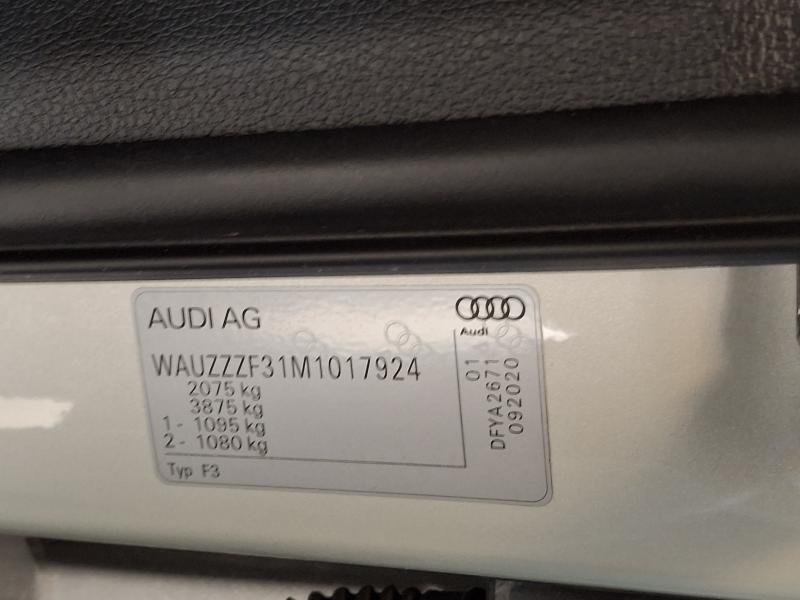 AUDI AG
Audi
WAUZZZF31M1017924
2075 kg
3875 kg
1 - 1095 kg
2 - 1080 kg
Typ F3
01
DFYA2671
092020